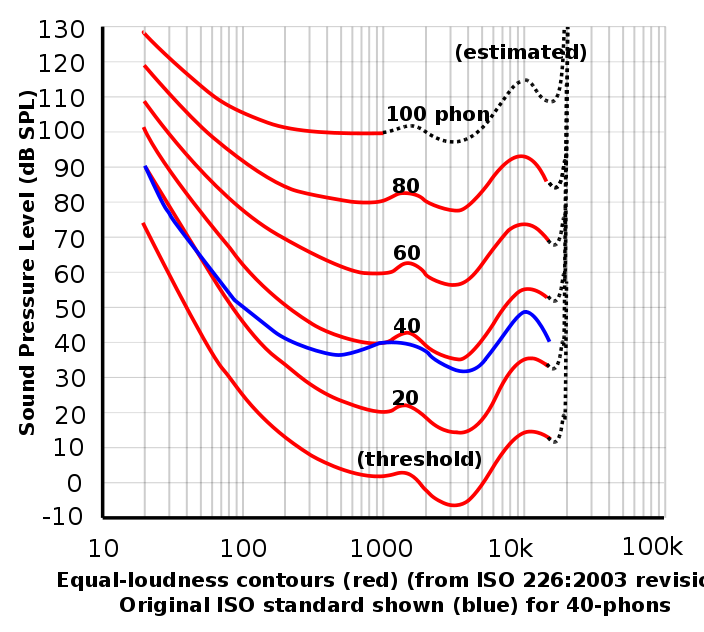 130
120
110
100
90
80
70
60
50
40
30
20
10
0
-10
Sound Pressure Level (dB SPL)
(estimated)
100 phon
80
60
40
20
(threshold)
10 100 1000 10k 100k
Equal-loudness contours (red) (from ISO 226:2003 revisio
Original ISO standard shown (blue) for 40-phons